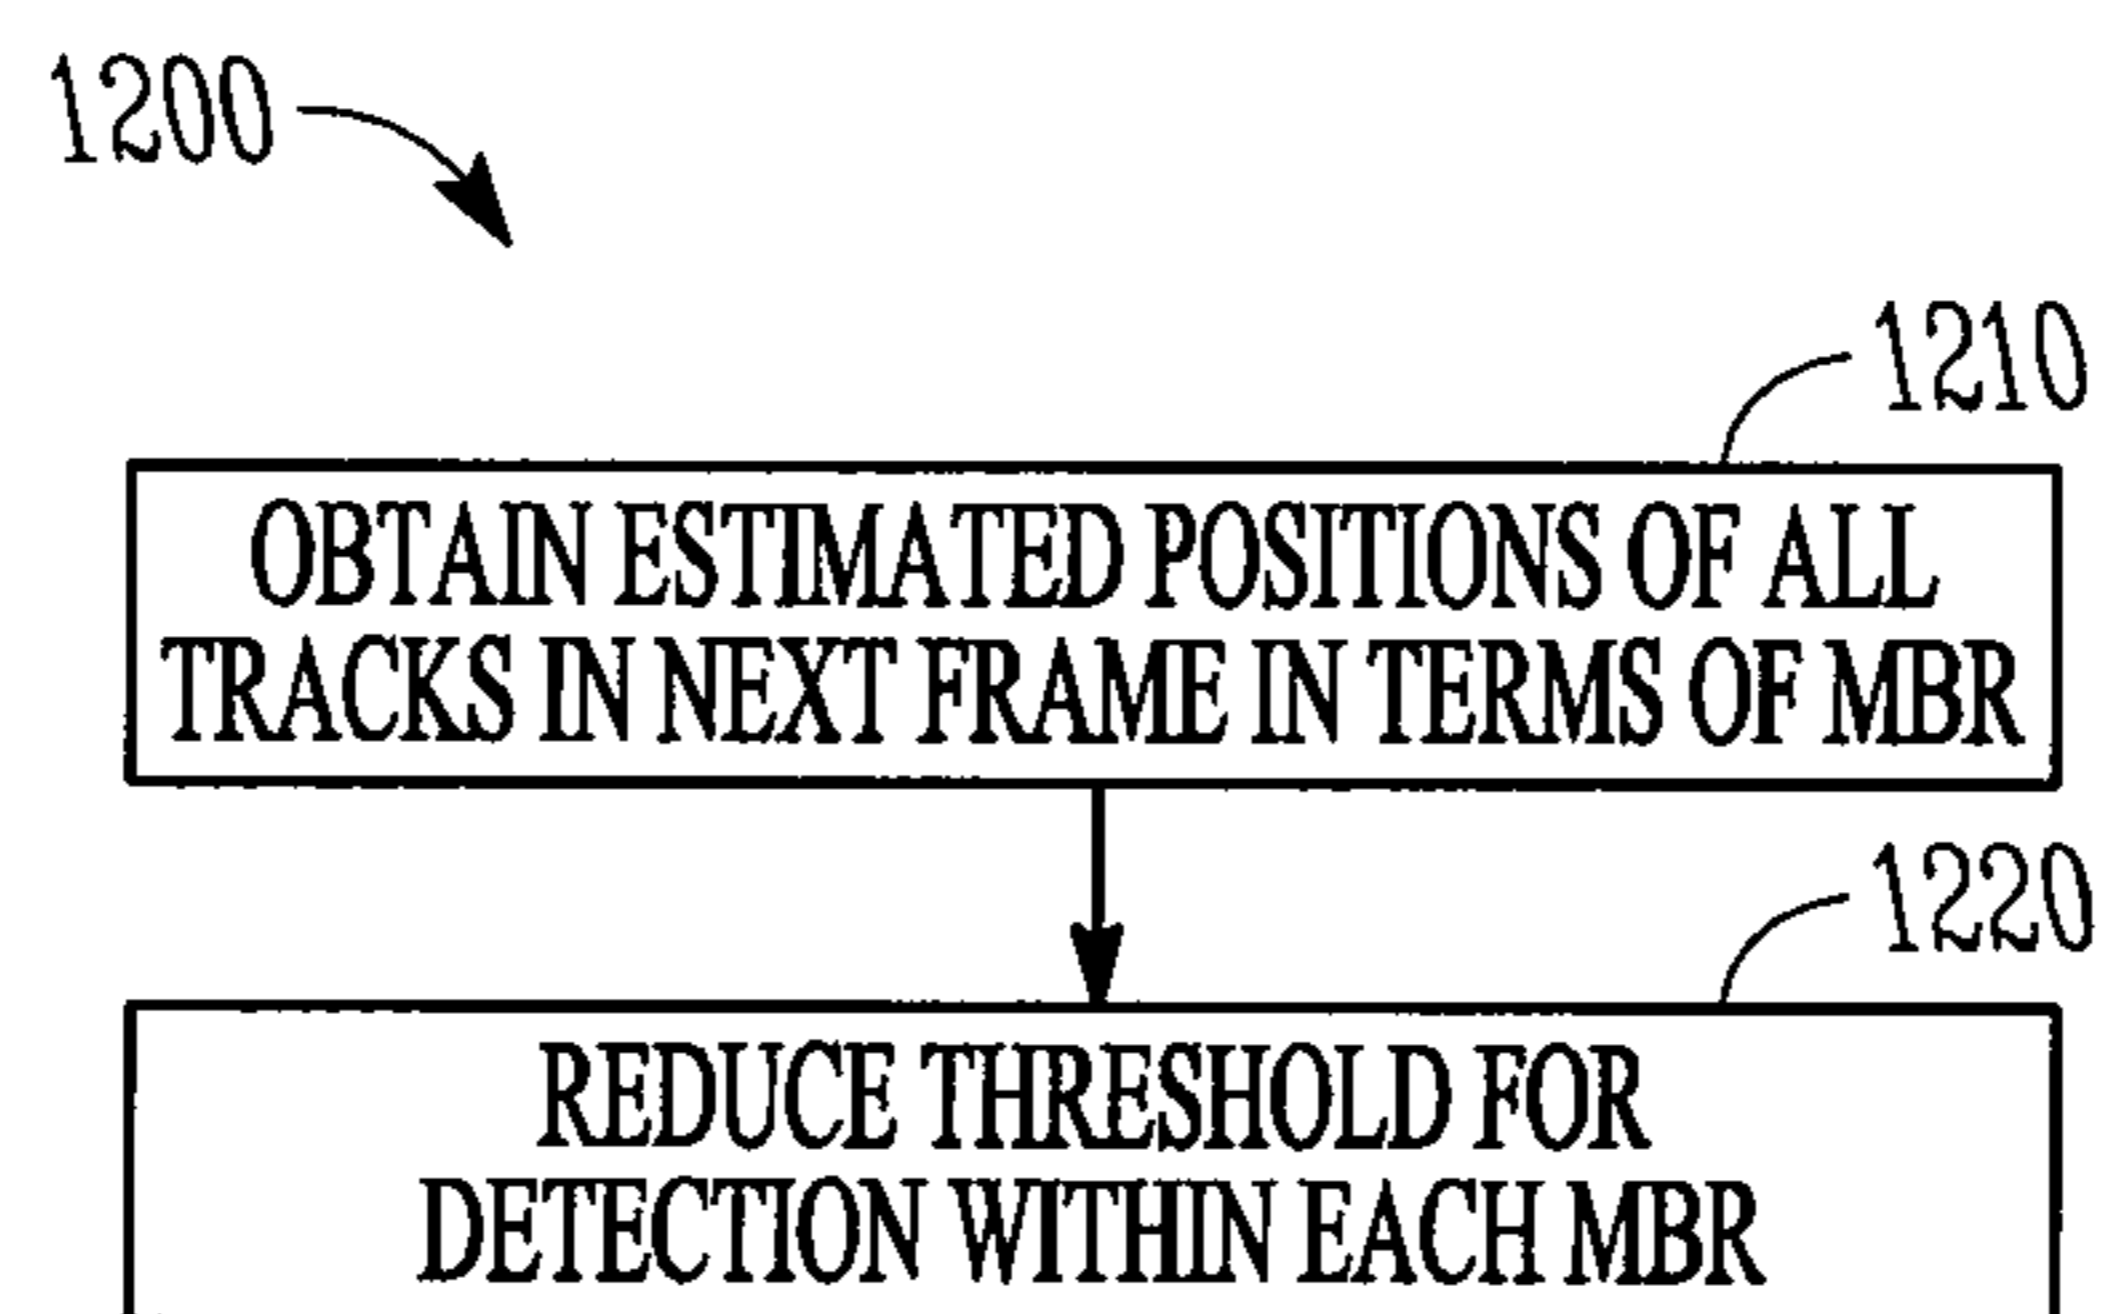 1200
1210
OBTAIN ESTIMATED POSITIONS OF ALL
TRACKS IN NEXT FRAME IN TERMS OF MBR
1220
REDUCE THRESHOLD FOR
DETECTION WITHIN EACH MBR